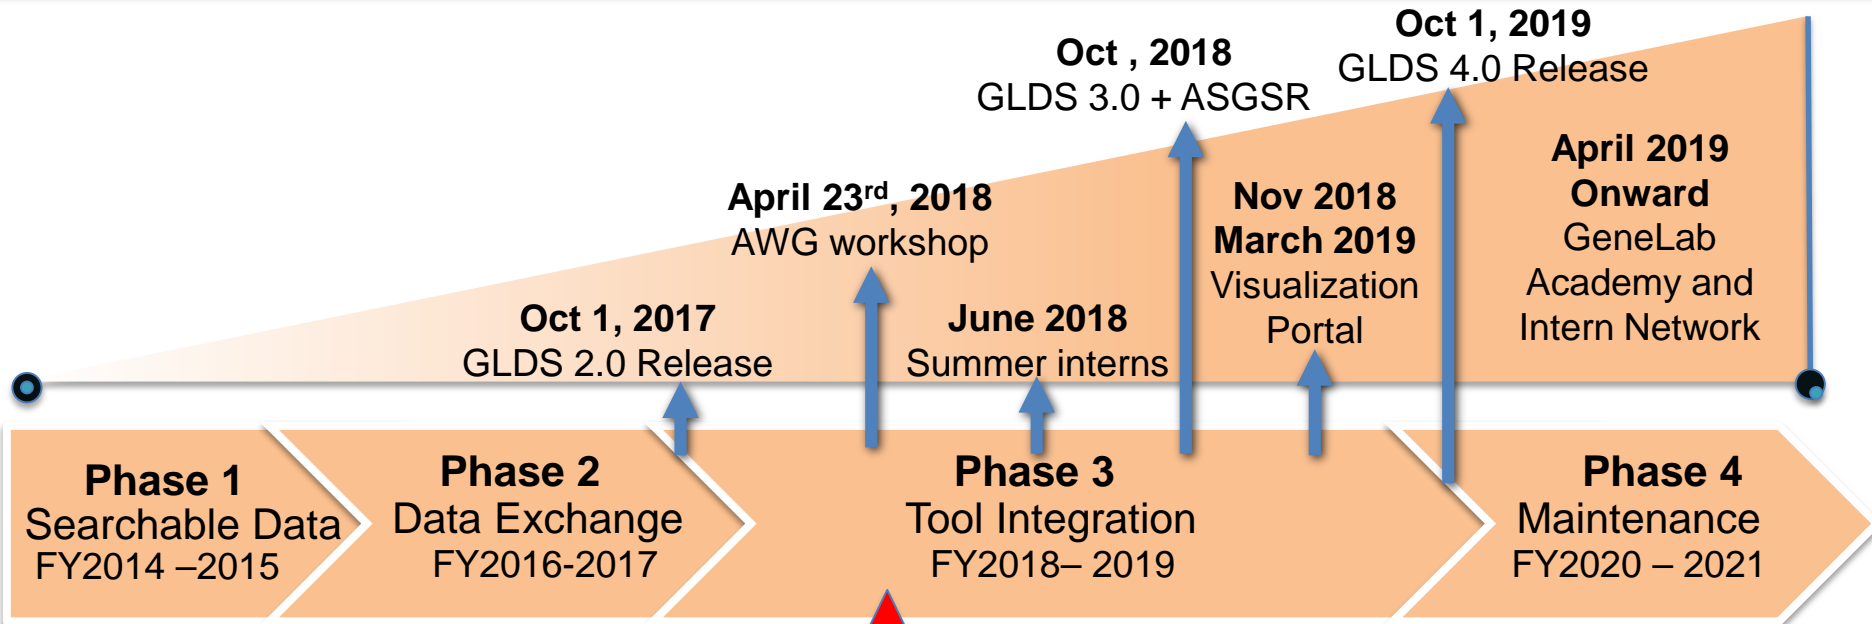 Oct 1, 2019
GLDS 4.0 Release
Oct , 2018
GLDS 3.0 + ASGSR
April 2019
Onward
GeneLab
Academy and
Intern Network
Nov 2018
March 2019
Visualization
Portal
April 23rd, 2018
AWG workshop
Oct 1, 2017
GLDS 2.0 Release
June 2018
Summer interns
Phase 1
Searchable Data
FY2014 –2015
Phase 2
Data Exchange
FY2016-2017
Phase 3
Tool Integration
FY2018– 2019
Phase 4
Maintenance
FY2020 – 2021